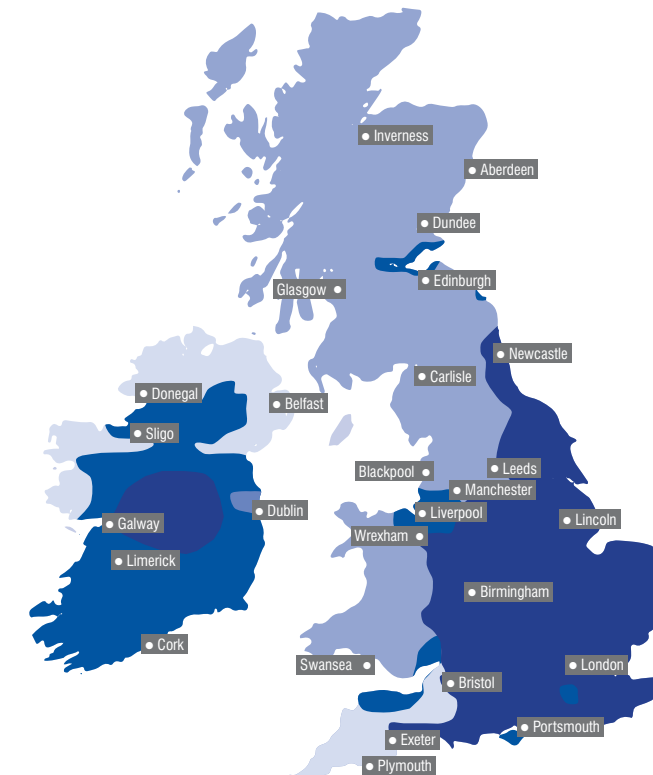 Inverness
Aberdeen
Dundee
Edinburgh
Glasgow
Newcastle
Carlisle
Donegal
Belfast
Sligo
Blackpool
Leeds
Manchester
Dublin
Liverpool
Lincoln
Galway
Wrexham
Limerick
Birmingham
Cork
Swansea
London
Bristol
Portsmouth
Exeter
Plymouth